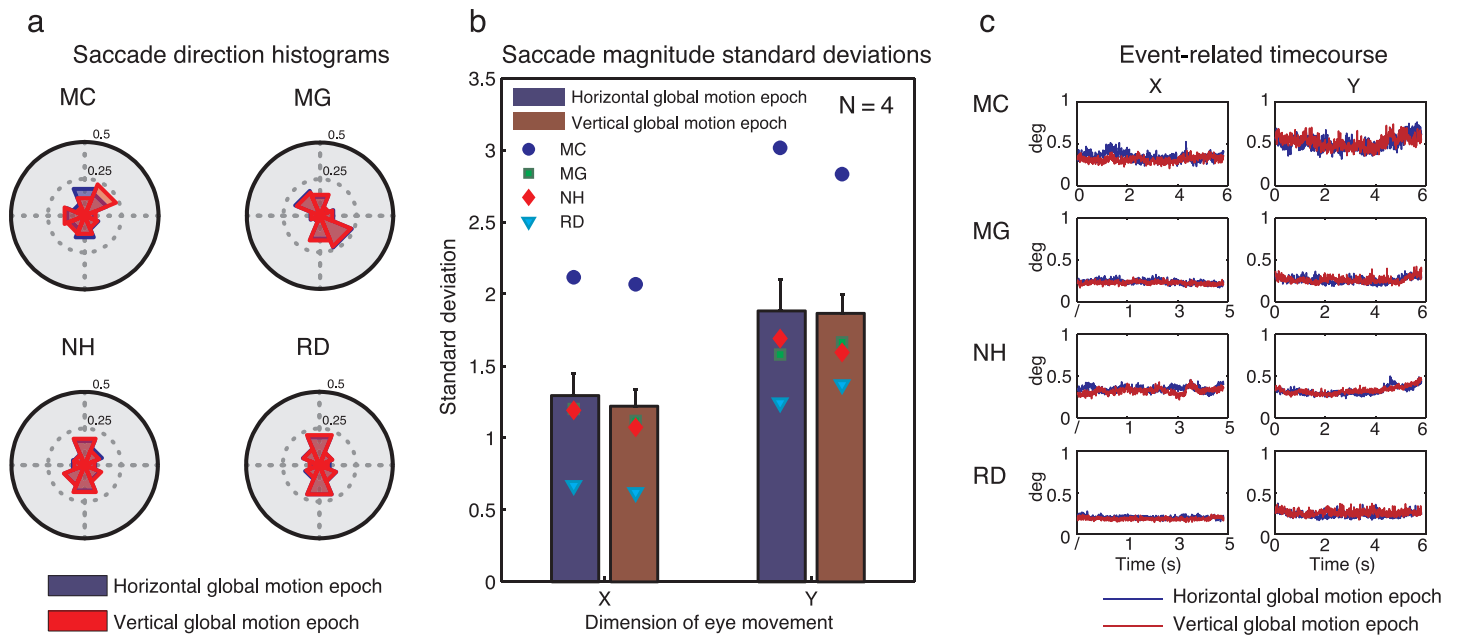 a
Saccade direction histograms
MC
0.5
0.25
MG
0.5
0.25
NH
0.5
0.25
RD
0.5
0.25
Horizontal global motion epoch
Vertical global motion epoch
b
Saccade magnitude standard deviations
Standard deviation
3.5
3
2.5
2
1.5
1
0.5
0
Horizontal global motion epoch
Vertical global motion epoch
N = 4
MC
MG
NH
RD
X
Y
Dimension of eye movement
c
Event-related timecourse
X
Y
MC
deg
1
0.5
0
0
2
4
6
1
0.5
0
0
2
4
6
MG
deg
1
0.5
0
/
1
3
5
1
0.5
0
0
2
4
6
NH
deg
1
0.5
0
/
1
3
5
1
0.5
0
0
2
4
6
RD
deg
1
0.5
0
/
1
3
5
1
0.5
0
0
2
4
6
Time (s)
Time (s)
Horizontal global motion epoch
Vertical global motion epoch